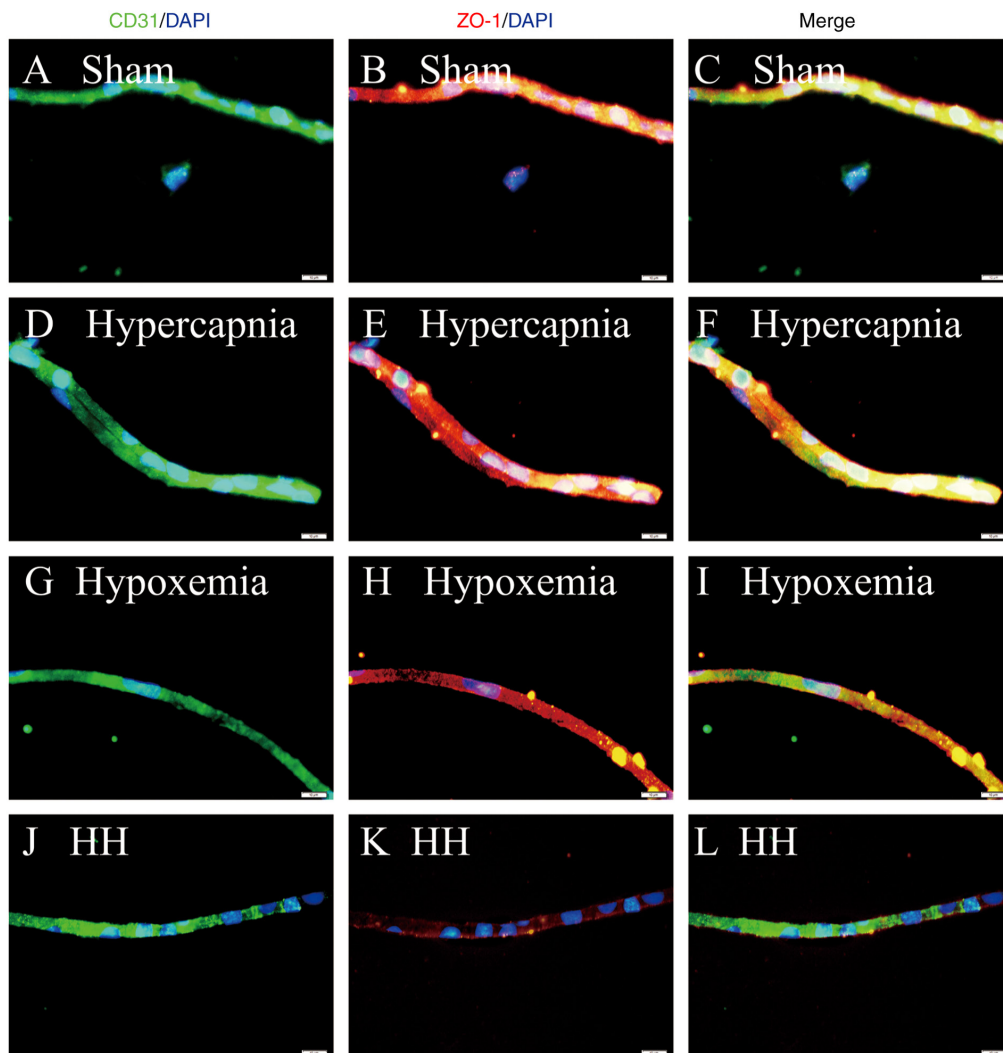 CD31/DAPI
ZO-1/DAPI
Merge
A Sham
B Sham
C Sham
D Hypercapnia
E Hypercapnia
F Hypercapnia
G Hypoxemia
H Hypoxemia
I Hypoxemia
J HH
K HH
L HH